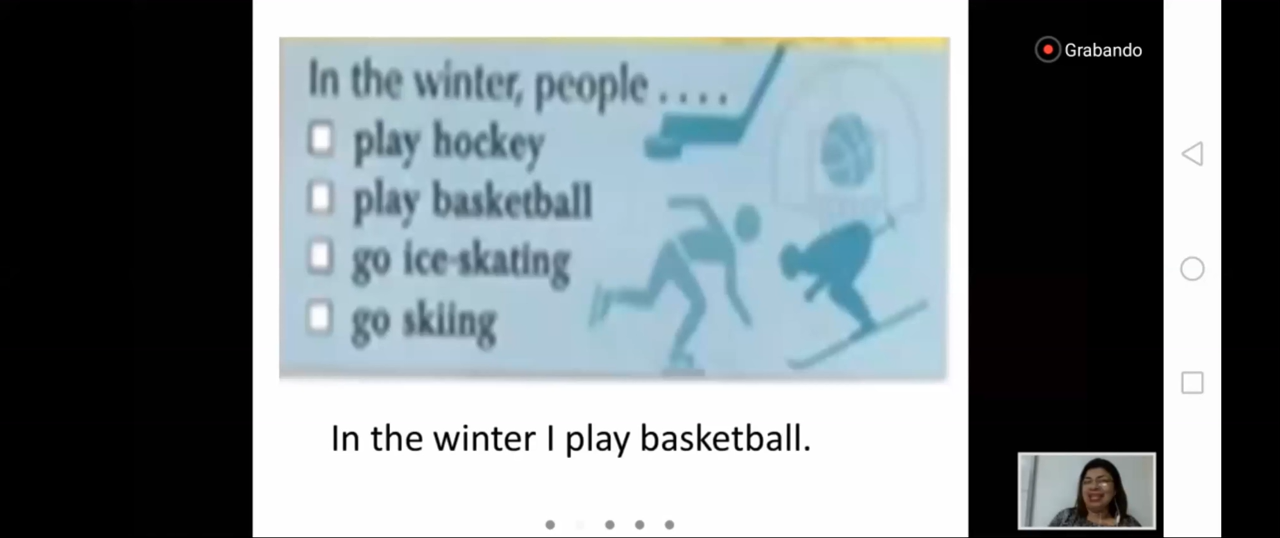 In the winter, people ....
play hockey
play basketball
go ice-skating
go skiing
In the winter I play basketball.
Grabando